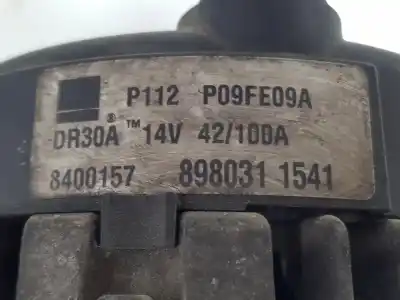 P112 P09FE09A
® DR30A™ 14V 42/100A
8400157 898031 1541